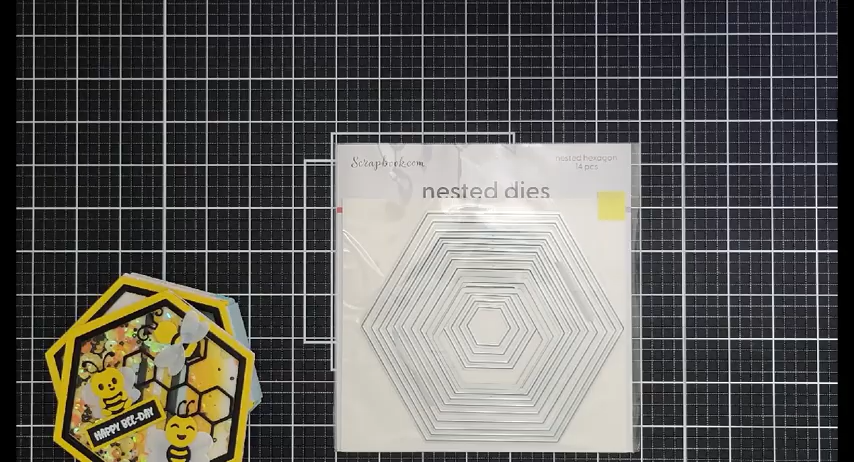 Scrapbook.com
nested hexagon
14 pcs
nested dies
HAPPY BEE-DAY